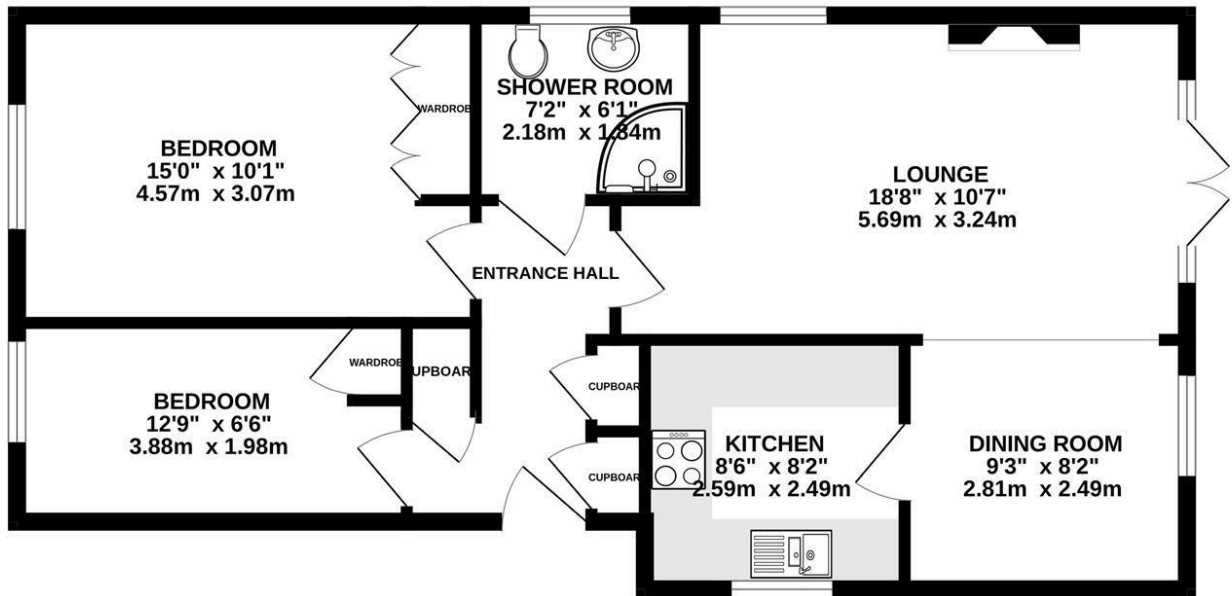 BEDROOM
15'0" x 10'1"
4.57m x 3.07m
WARDROB
SHOWER ROOM
7'2" x 6'1"
2.18m x 1.84m
LOUNGE
18'8" x 10'7"
5.69m x 3.24m
ENTRANCE HALL
BEDROOM
12'9" x 6'6"
3.88m x 1.98m
WARDROB
UPBOAR
CUPBOAR
CUPBOAR
KITCHEN
8'6" x 8'2"
2.59m x 2.49m
DINING ROOM
9'3" x 8'2"
2.81m x 2.49m